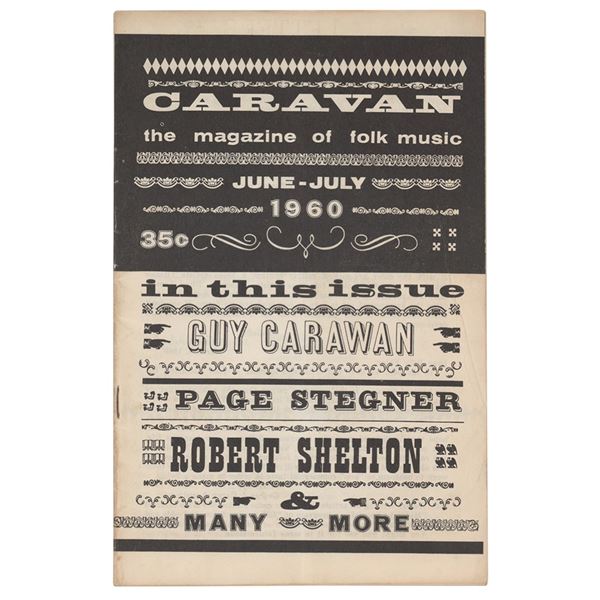 CARAVAN
the magazine of folk music
JUNE-JULY
1960
35c
in this issue
GUY CARAWAN
PAGE STEGNER
ROBERT SHELTON
&
MANY MORE